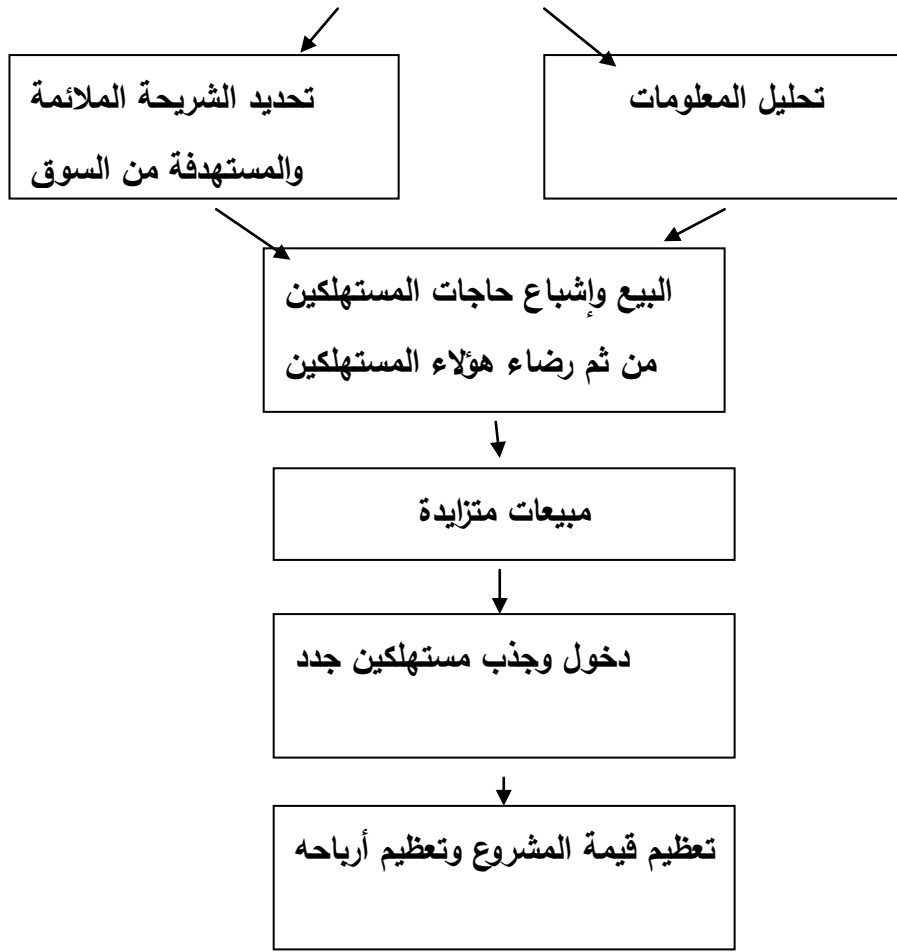 تحليل المعلومات
تحديد الشريحة الملائمة
والمستهدفة من السوق
البيع وإشباع حاجات المستهلكين
من ثم رضاء هؤلاء المستهلكين
مبيعات متزايدة
دخول وجذب مستهلكين جدد
تعظيم قيمة المشروع وتعظيم أرباحه